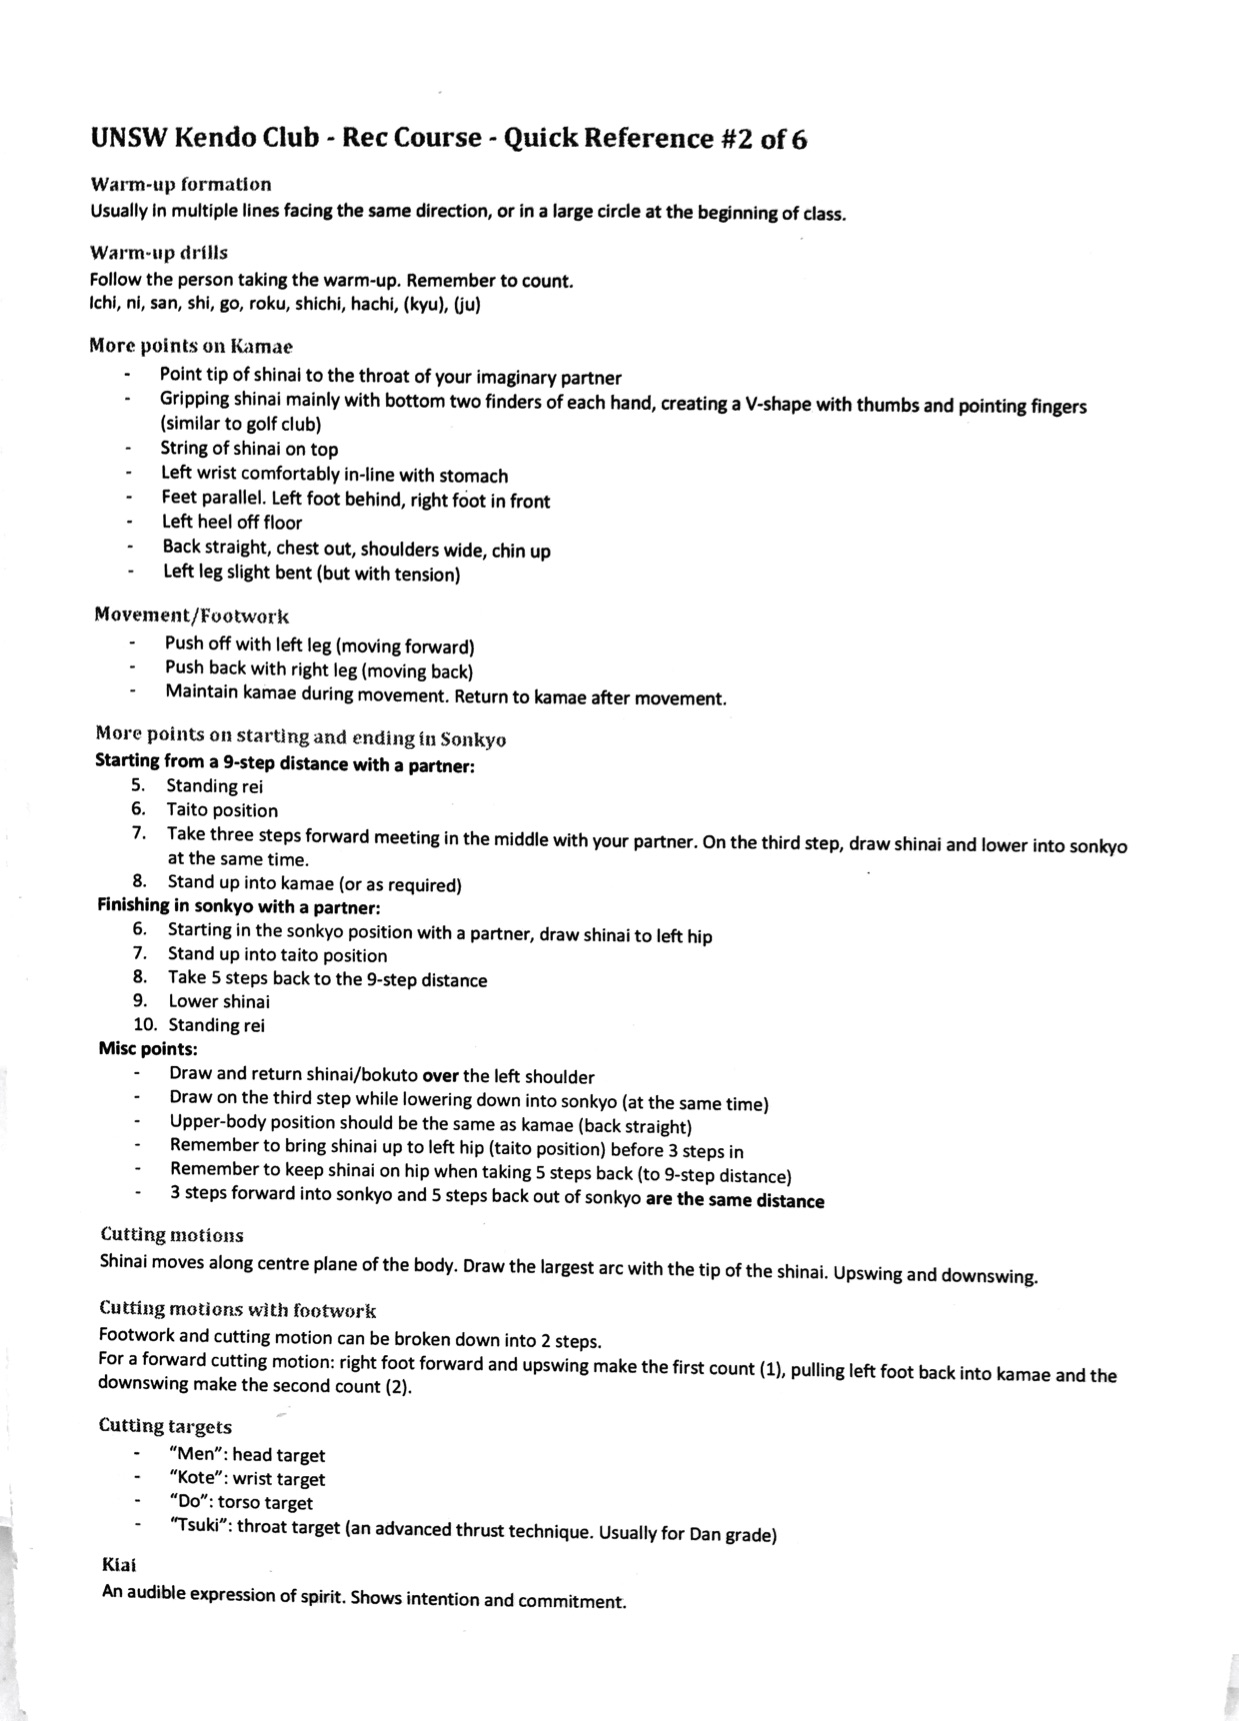 UNSW Kendo Club - Rec Course - Quick Reference #2 of 6
Warm-up formation
Usually in multiple lines facing the same direction, or in a large circle at the beginning of class.
Warm-up drills
Follow the person taking the warm-up. Remember to count.
Ichi, ni, san, shi, go, roku, shichi, hachi, (kyu), (ju)
More points on Kamae
- Point tip of shinai to the throat of your imaginary partner
- Gripping shinai mainly with bottom two finders of each hand, creating a V-shape with thumbs and pointing fingers
(similar to golf club)
- String of shinai on top
- Left wrist comfortably in-line with stomach
- Feet parallel. Left foot behind, right foot in front
- Left heel off floor
- Back straight, chest out, shoulders wide, chin up
- Left leg slight bent (but with tension)
Movement/Footwork
- Push off with left leg (moving forward)
- Push back with right leg (moving back)
- Maintain kamae during movement. Return to kamae after movement.
More points on starting and ending in Sonkyo
Starting from a 9-step distance with a partner:
5. Standing rei
6. Taito position
7. Take three steps forward meeting in the middle with your partner. On the third step, draw shinai and lower into sonkyo
at the same time.
8. Stand up into kamae (or as required)
Finishing in sonkyo with a partner:
6. Starting in the sonkyo position with a partner, draw shinai to left hip
7. Stand up into taito position
8. Take 5 steps back to the 9-step distance
9. Lower shinai
10. Standing rei
Misc points:
- Draw and return shinai/bokuto over the left shoulder
- Draw on the third step while lowering down into sonkyo (at the same time)
- Upper-body position should be the same as kamae (back straight)
- Remember to bring shinai up to left hip (taito position) before 3 steps in
- Remember to keep shinai on hip when taking 5 steps back (to 9-step distance)
- 3 steps forward into sonkyo and 5 steps back out of sonkyo are the same distance
Cutting motions
Shinai moves along centre plane of the body. Draw the largest arc with the tip of the shinai. Upswing and downswing.
Cutting motions with footwork
Footwork and cutting motion can be broken down into 2 steps.
For a forward cutting motion: right foot forward and upswing make the first count (1), pulling left foot back into kamae and the
downswing make the second count (2).
Cutting targets
- "Men": head target
- "Kote": wrist target
- "Do": torso target
- "Tsuki": throat target (an advanced thrust technique. Usually for Dan grade)
Kiai
An audible expression of spirit. Shows intention and commitment.